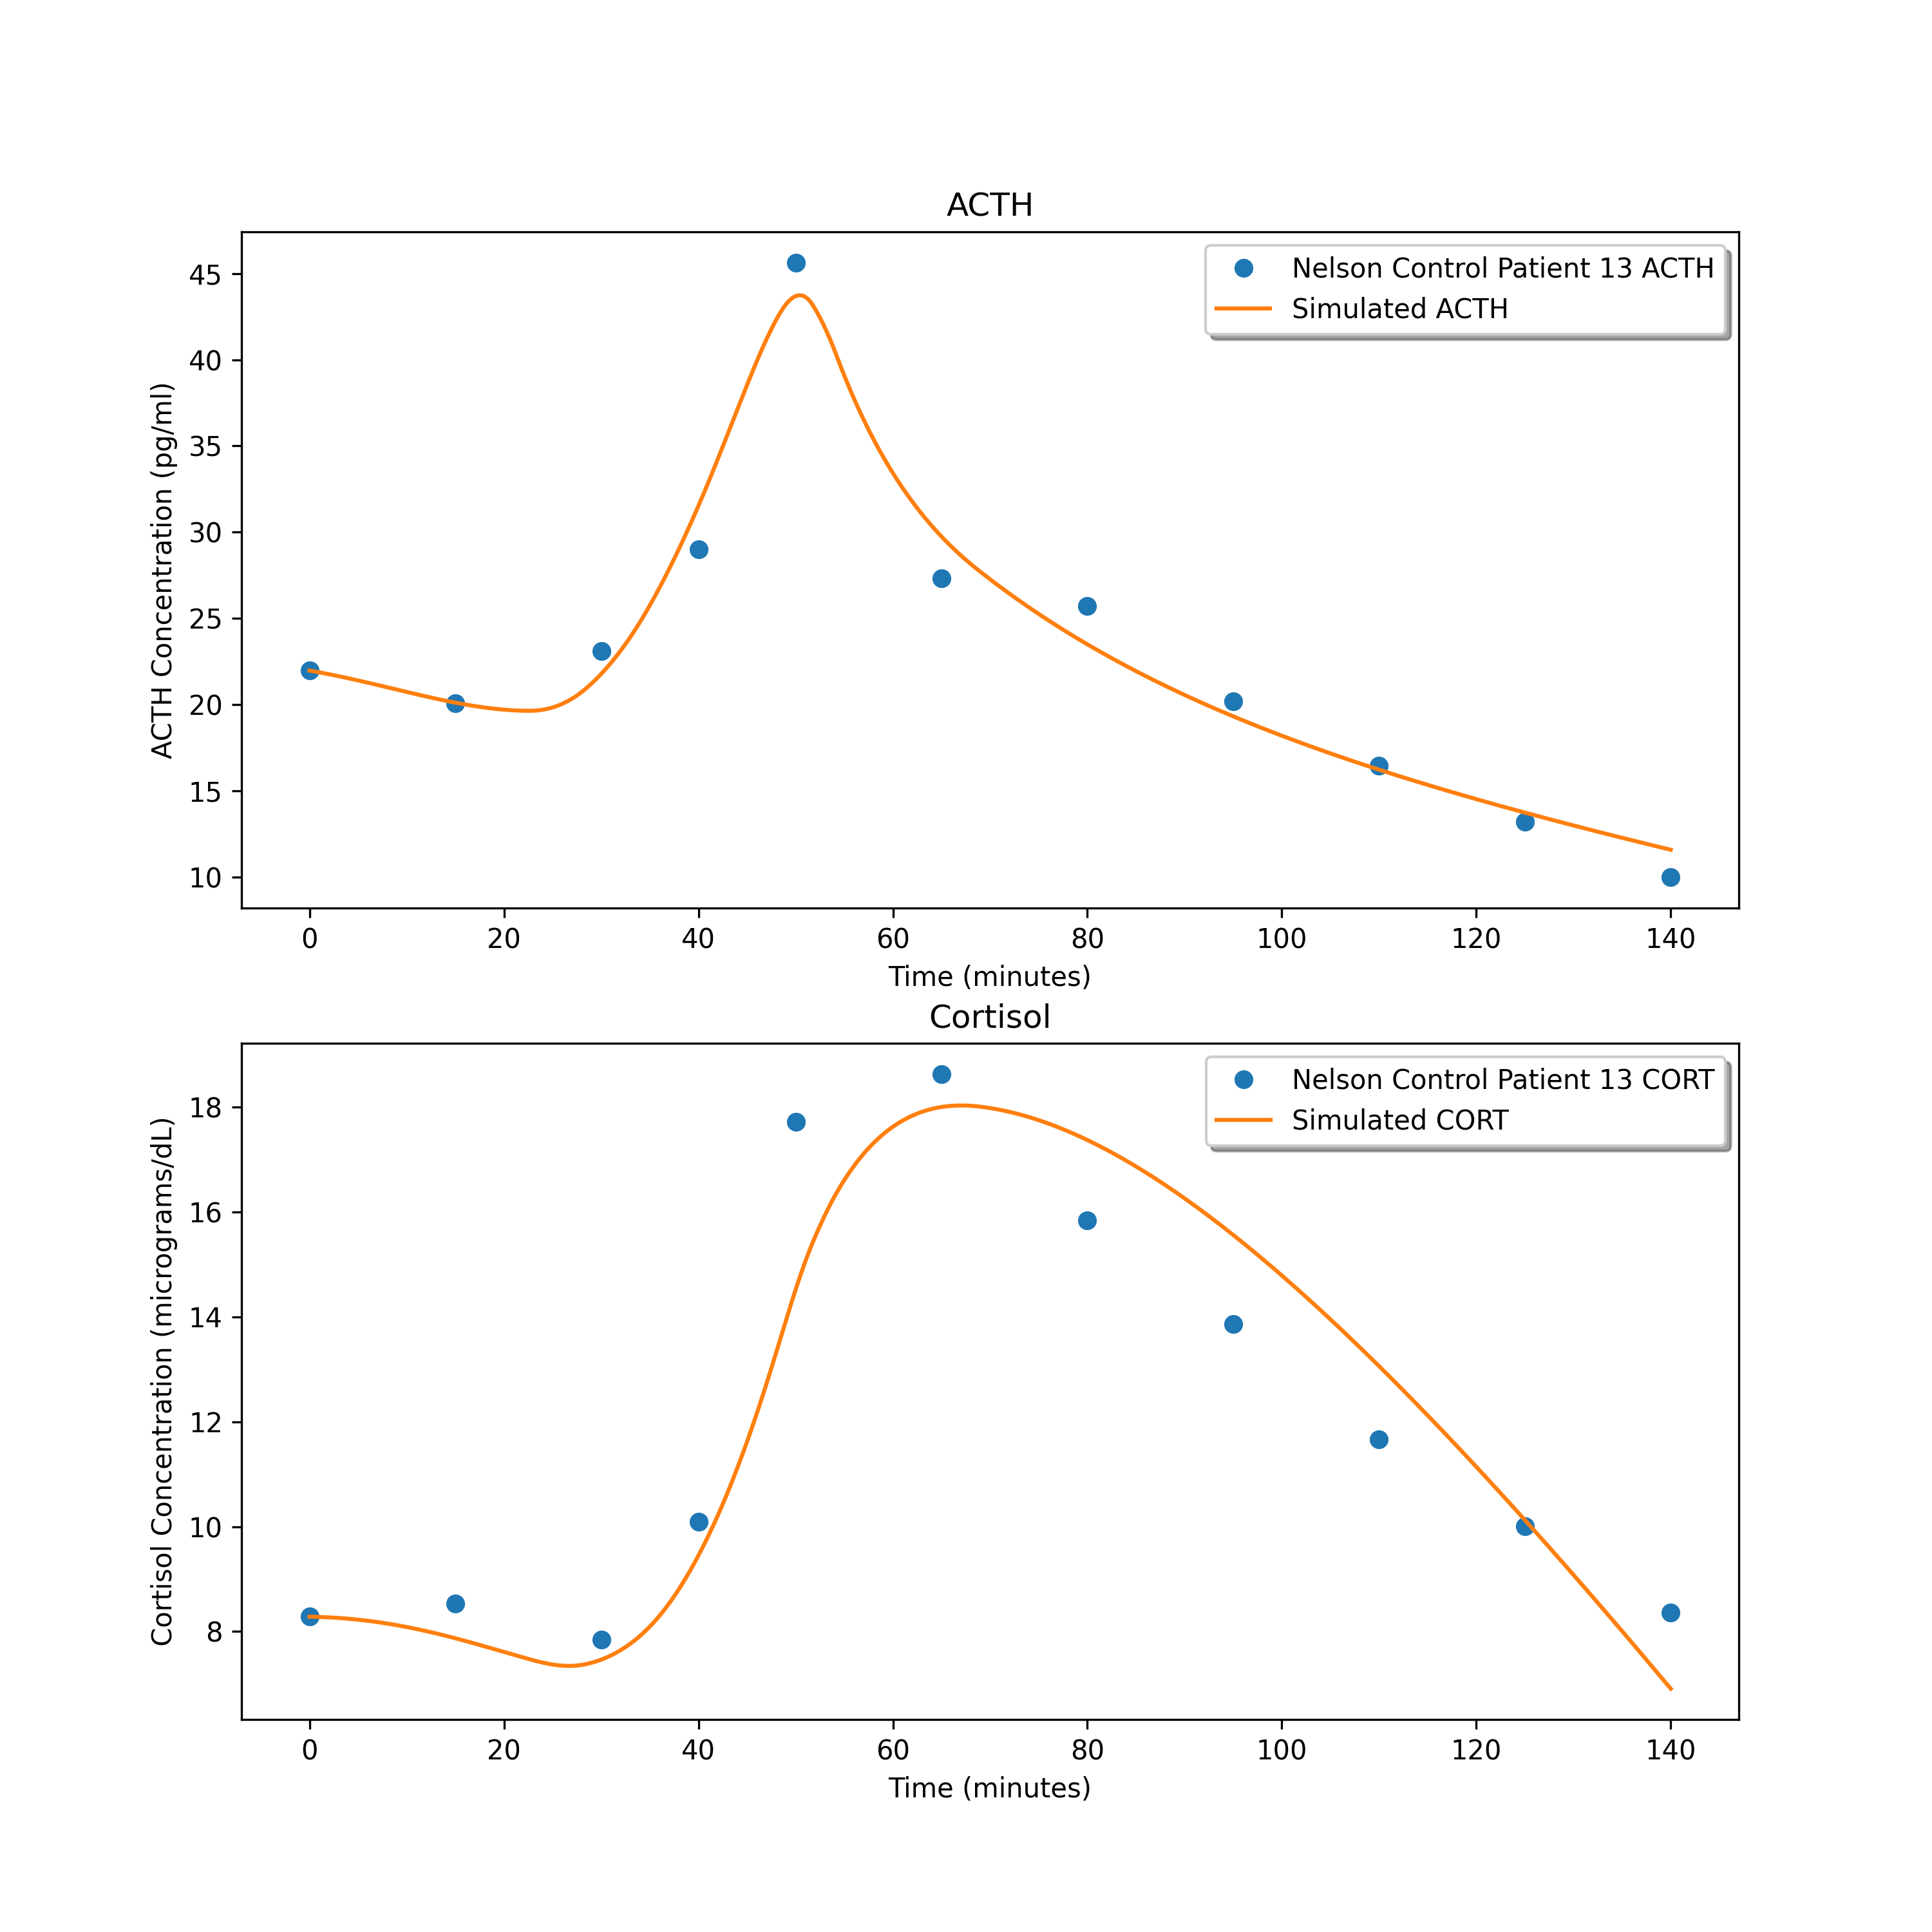 ACTH
Nelson Control Patient 13 ACTH
Simulated ACTH
ACTH Concentration (pg/ml)
45
40
35
30
25
20
15
10
0 20 40 60 80 100 120 140
Time (minutes)
Cortisol
Nelson Control Patient 13 CORT
Simulated CORT
Cortisol Concentration (micrograms/dL)
18
16
14
12
10
8
0 20 40 60 80 100 120 140
Time (minutes)